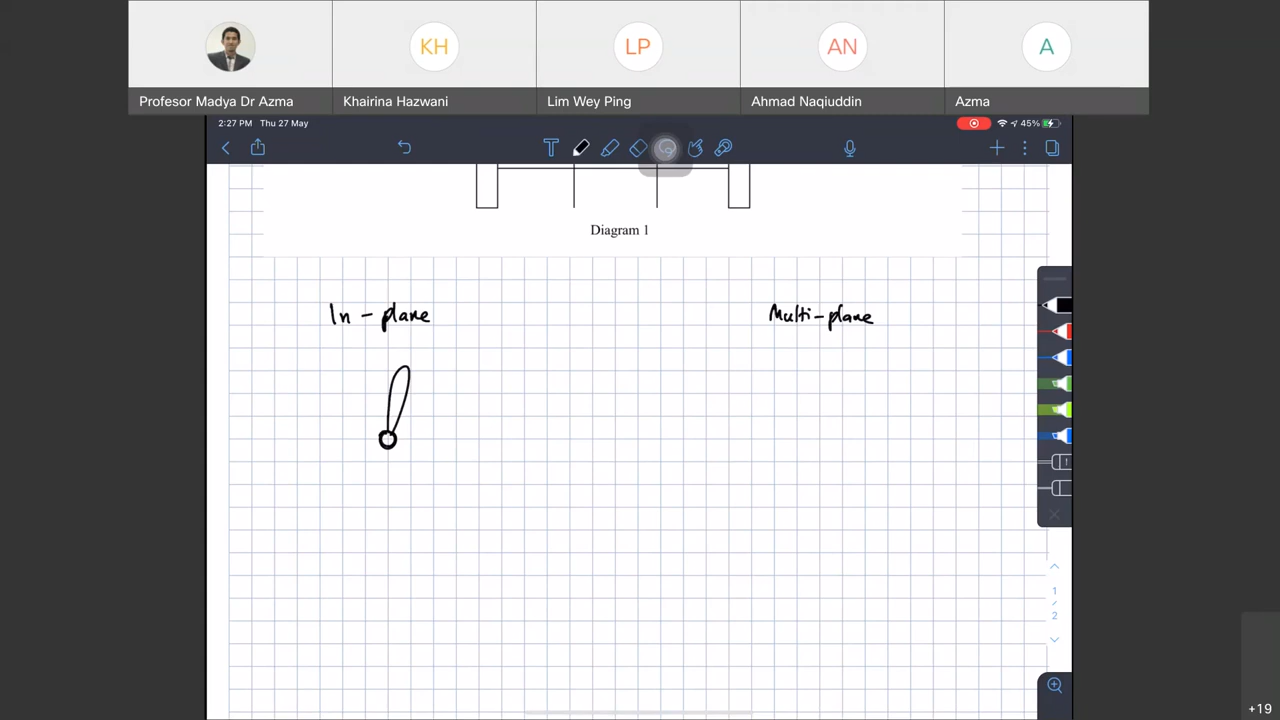 KH
LP
AN
A
Profesor Madya Dr Azma
Khairina Hazwani
Lim Wey Ping
Ahmad Naqiuddin
Azma
2:27 PM Thu 27 May
45%
T
Diagram 1
In - plane
Multi-plane
1
/
2
+19